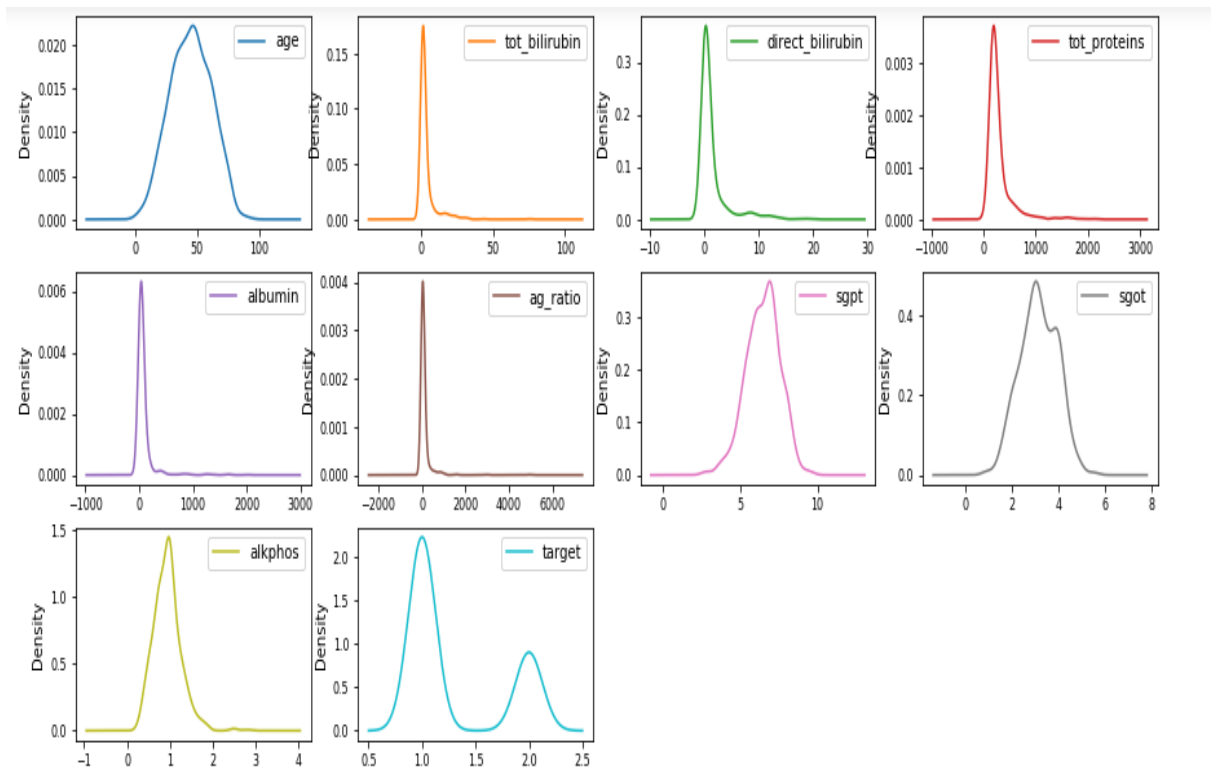 age
tot_bilirubin
direct_bilirubin
tot_proteins
Density
Density
Density
Density
0.020
0.015
0.010
0.005
0.000
0.15
0.10
0.05
0.00
0.3
0.2
0.1
0.0
0.003
0.002
0.001
0.000
0 50 100
0 50 100
−10 0 10 20 30
−1000 0 1000 2000 3000
albumin
ag_ratio
sgpt
sgot
Density
Density
Density
Density
0.006
0.004
0.002
0.000
0.004
0.003
0.002
0.001
0.000
0.3
0.2
0.1
0.0
0.4
0.2
0.0
−1000 0 1000 2000 3000
−2000 0 2000 4000 6000
0 5 10
0 2 4 6 8
alkphos
target
Density
Density
1.5
1.0
0.5
0.0
2.0
1.5
1.0
0.5
0.0
−1 0 1 2 3 4
0.5 1.0 1.5 2.0 2.5